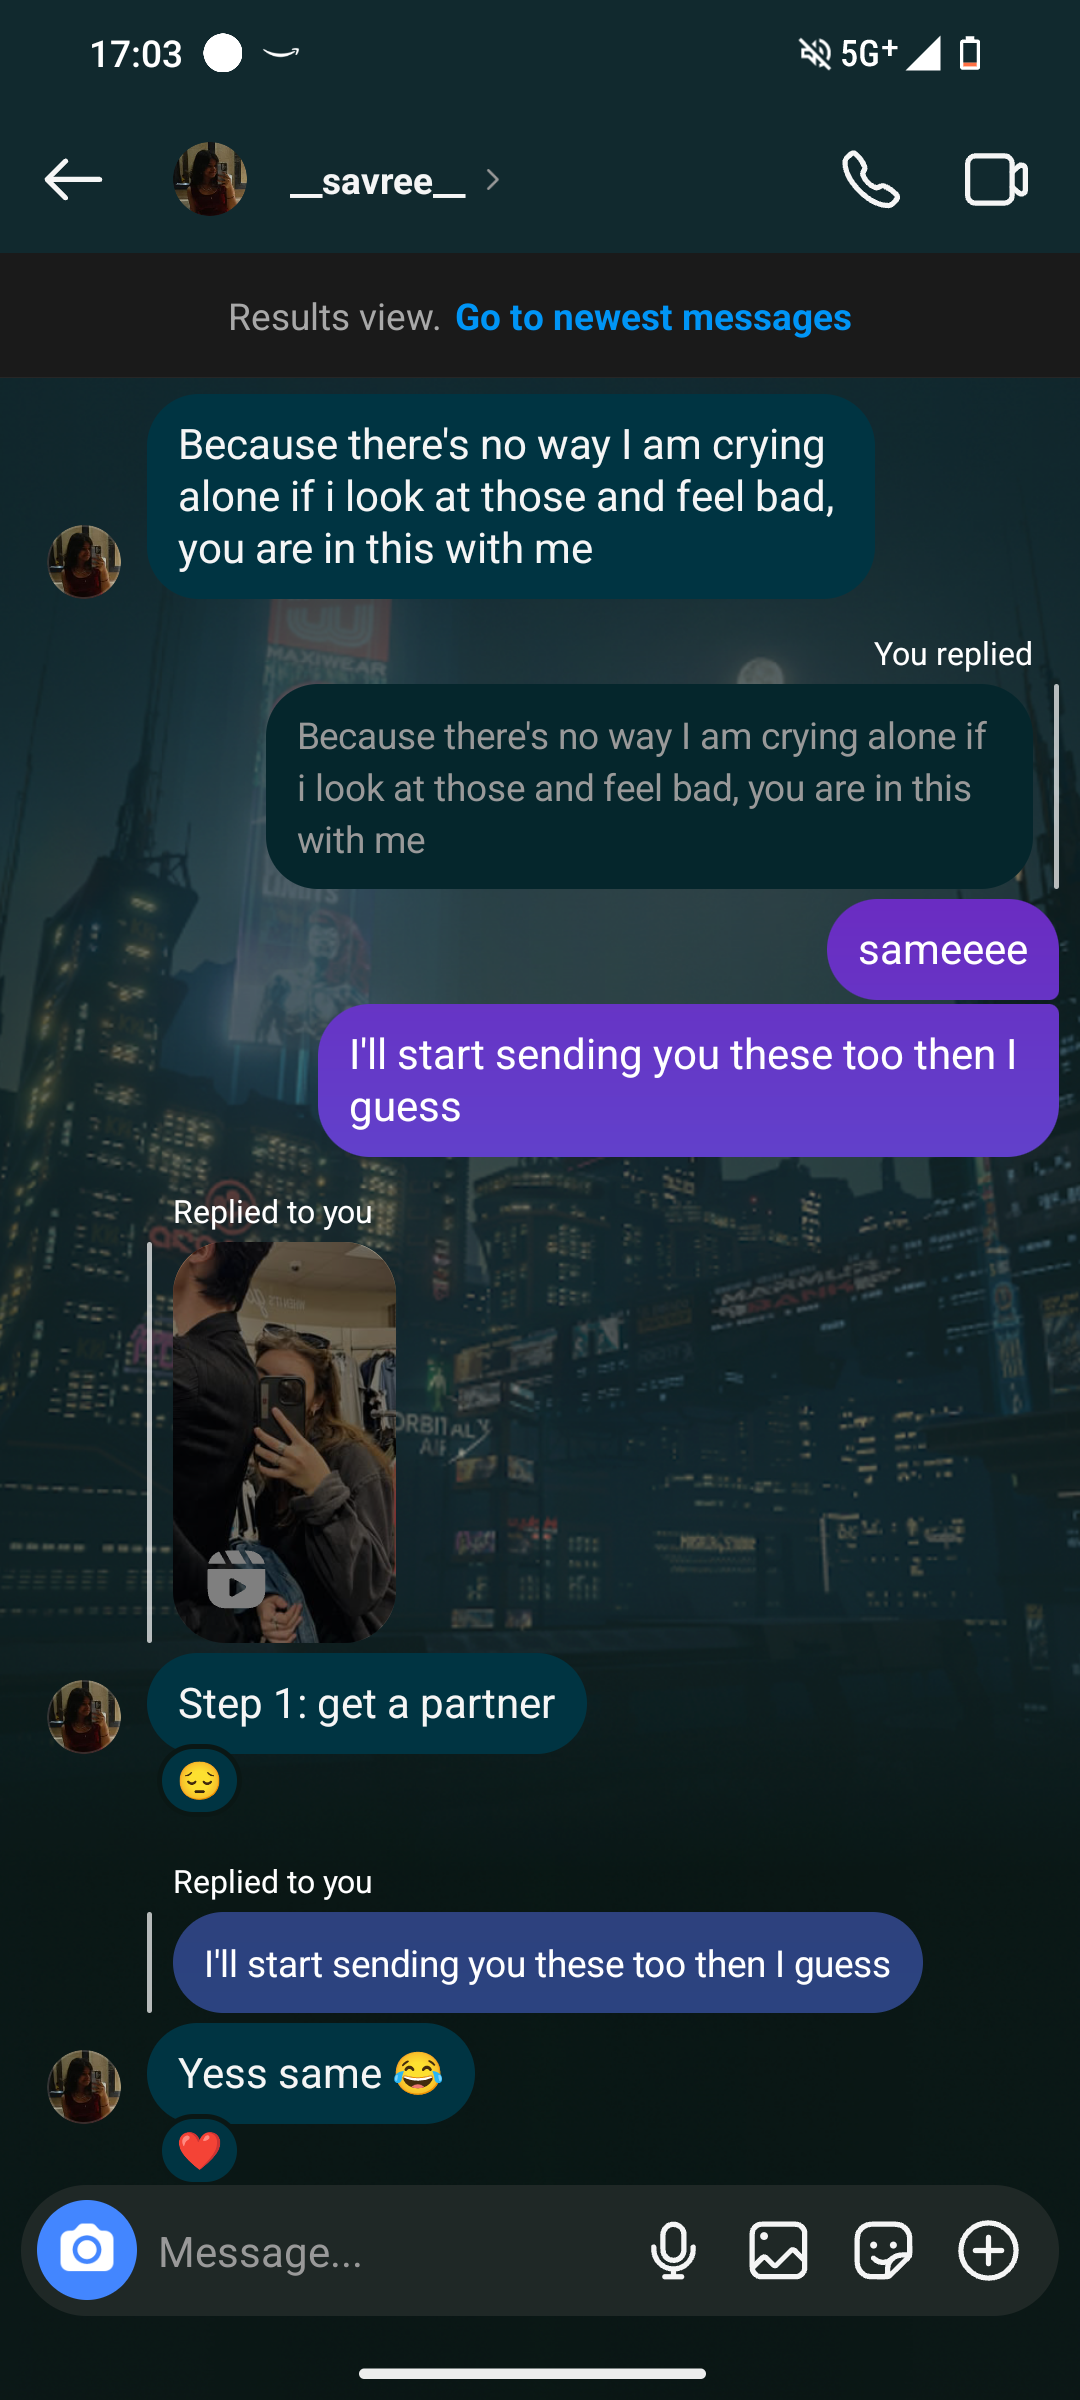 17:03
5G+
__savree__
Results view. Go to newest messages
Because there's no way I am crying
alone if i look at those and feel bad,
you are in this with me
MAXIWEAR
You replied
Because there's no way I am crying alone if
i look at those and feel bad, you are in this
with me
LIMITS
sameeee
I'll start sending you these too then I
guess
Replied to you
ORBITAL
AIR
Step 1: get a partner
😔
Replied to you
I'll start sending you these too then I guess
Yess same 😂
❤️
Message...